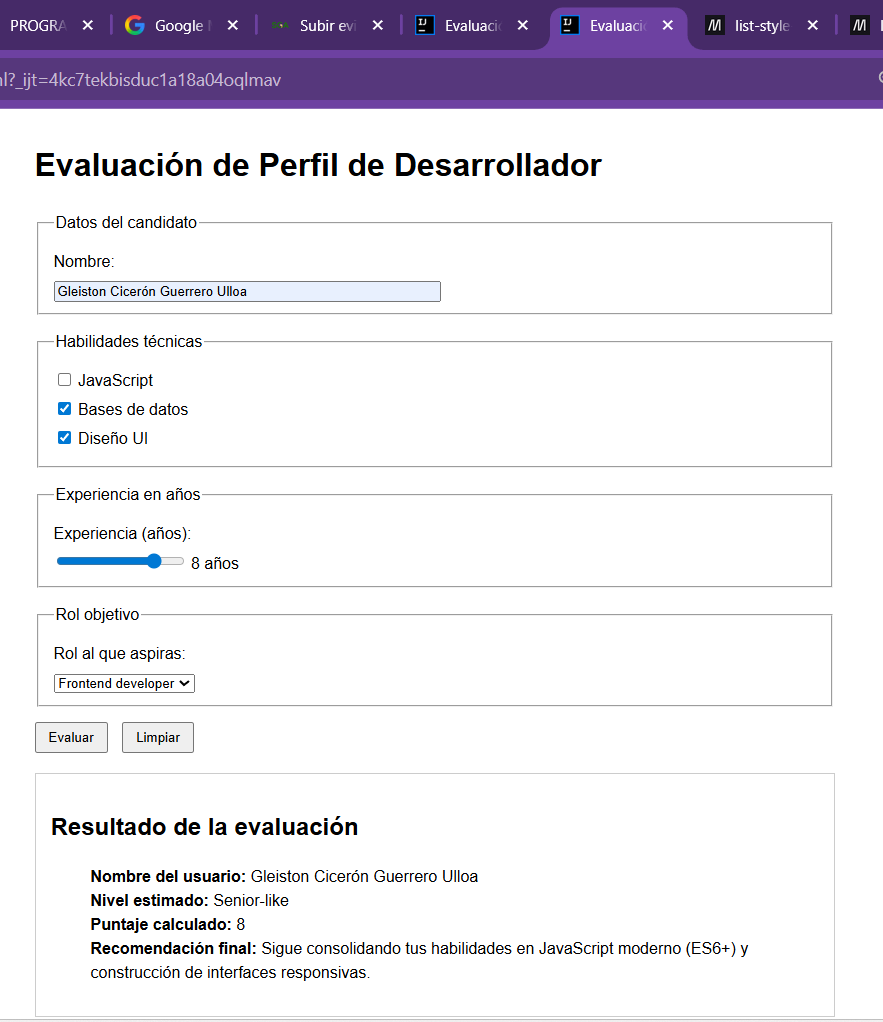 PROGRA
Google
Subir evi
Evaluaci
Evaluaci
list-style
?_ijt=4kc7tekbisduc1a18a04oqlmav
Evaluación de Perfil de Desarrollador
Datos del candidato
Nombre:
Gleiston Cicerón Guerrero Ulloa
Habilidades técnicas
JavaScript
Bases de datos
Diseño UI
Experiencia en años
Experiencia (años):
8 años
Rol objetivo
Rol al que aspiras:
Frontend developer
Evaluar
Limpiar
Resultado de la evaluación
Nombre del usuario: Gleiston Cicerón Guerrero Ulloa
Nivel estimado: Senior-like
Puntaje calculado: 8
Recomendación final: Sigue consolidando tus habilidades en JavaScript moderno (ES6+) y
construcción de interfaces responsivas.